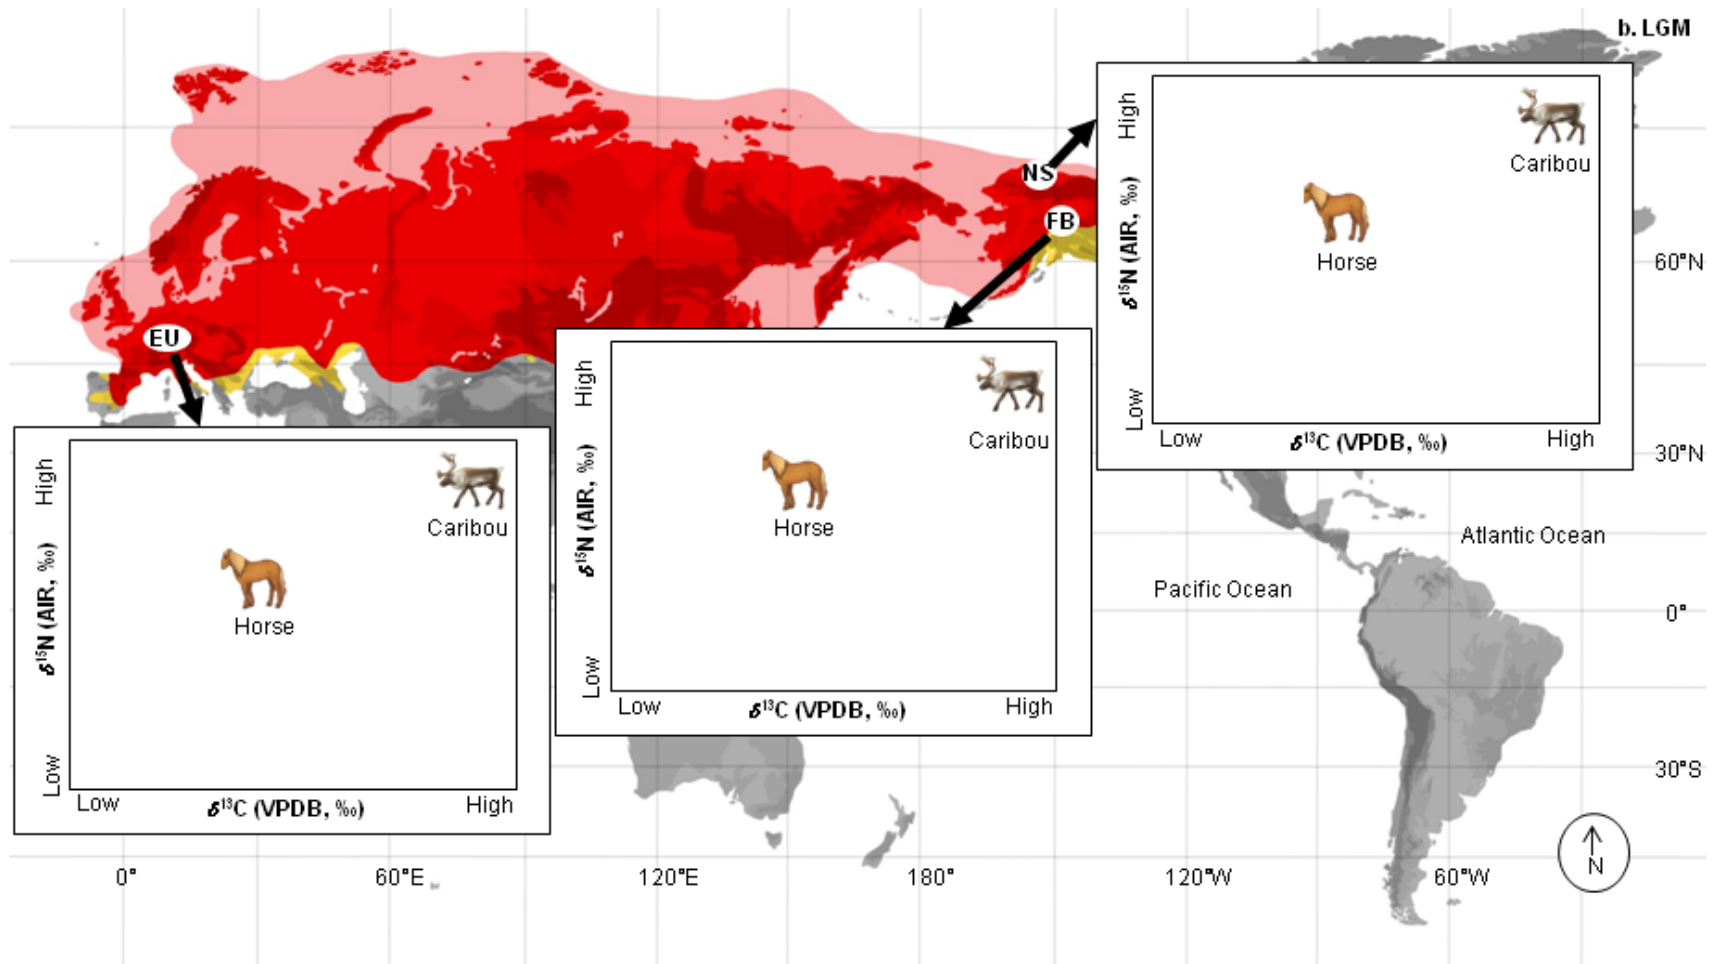 b. LGM
NS
High
Caribou
Horse
δ¹⁵N (AIR, ‰)
Low
Low
δ¹³C (VPDB, ‰)
High
FB
High
Caribou
Horse
δ¹⁵N (AIR, ‰)
Low
Low
δ¹³C (VPDB, ‰)
High
EU
High
Caribou
Horse
δ¹⁵N (AIR, ‰)
Low
Low
δ¹³C (VPDB, ‰)
High
60°N
30°N
Atlantic Ocean
Pacific Ocean
0°
30°S
N
0°
60°E
120°E
180°
120°W
60°W